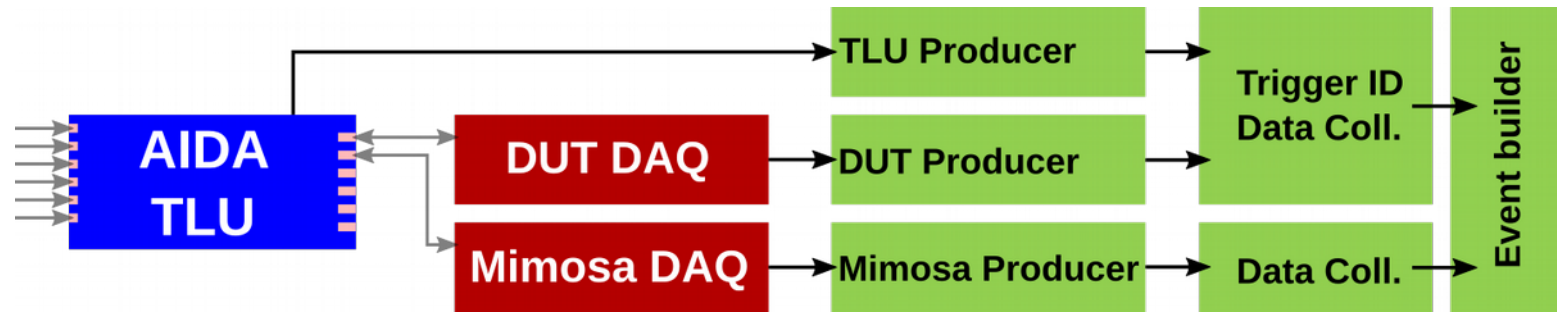 TLU Producer
AIDA
TLU
DUT DAQ
DUT Producer
Trigger ID
Data Coll.
Mimosa DAQ
Mimosa Producer
Data Coll.
Event builder